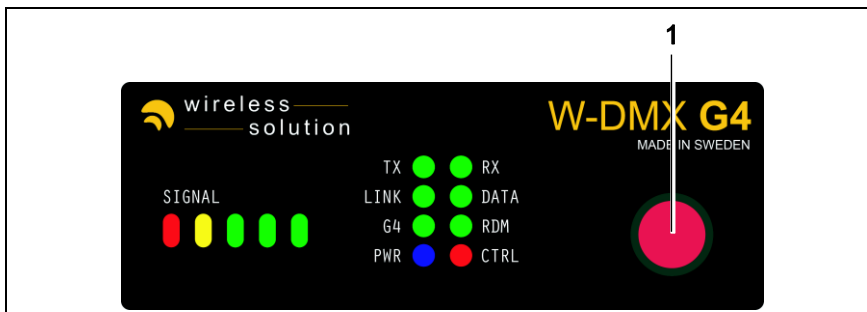 1
wireless
solution
W-DMX G4
MADE IN SWEDEN
SIGNAL
TX RX
LINK DATA
G4 RDM
PWR CTRL